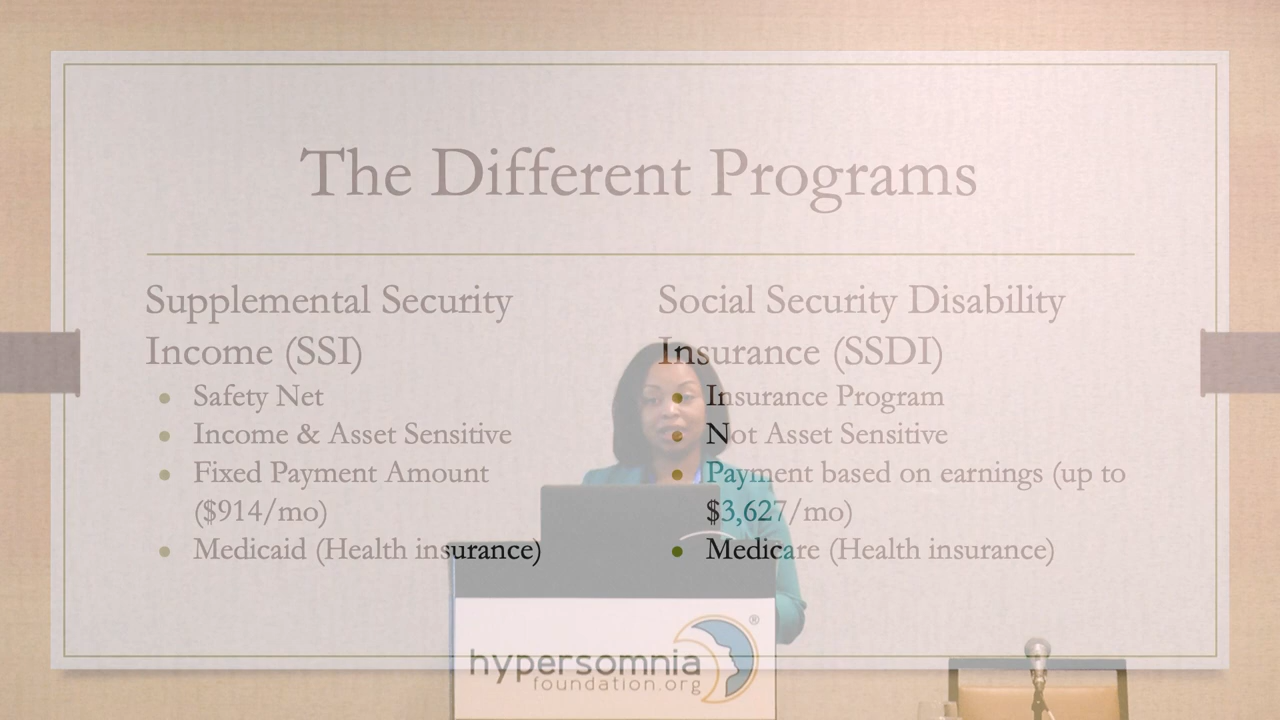 The Different Programs
Supplemental Security
Income (SSI)
Safety Net
Income & Asset Sensitive
Fixed Payment Amount
($914/mo)
Medicaid (Health insurance)
Social Security Disability
Insurance (SSDI)
Insurance Program
Not Asset Sensitive
Payment based on earnings (up to
$3,627/mo)
Medicare (Health insurance)
hypersomnia®
foundation.org